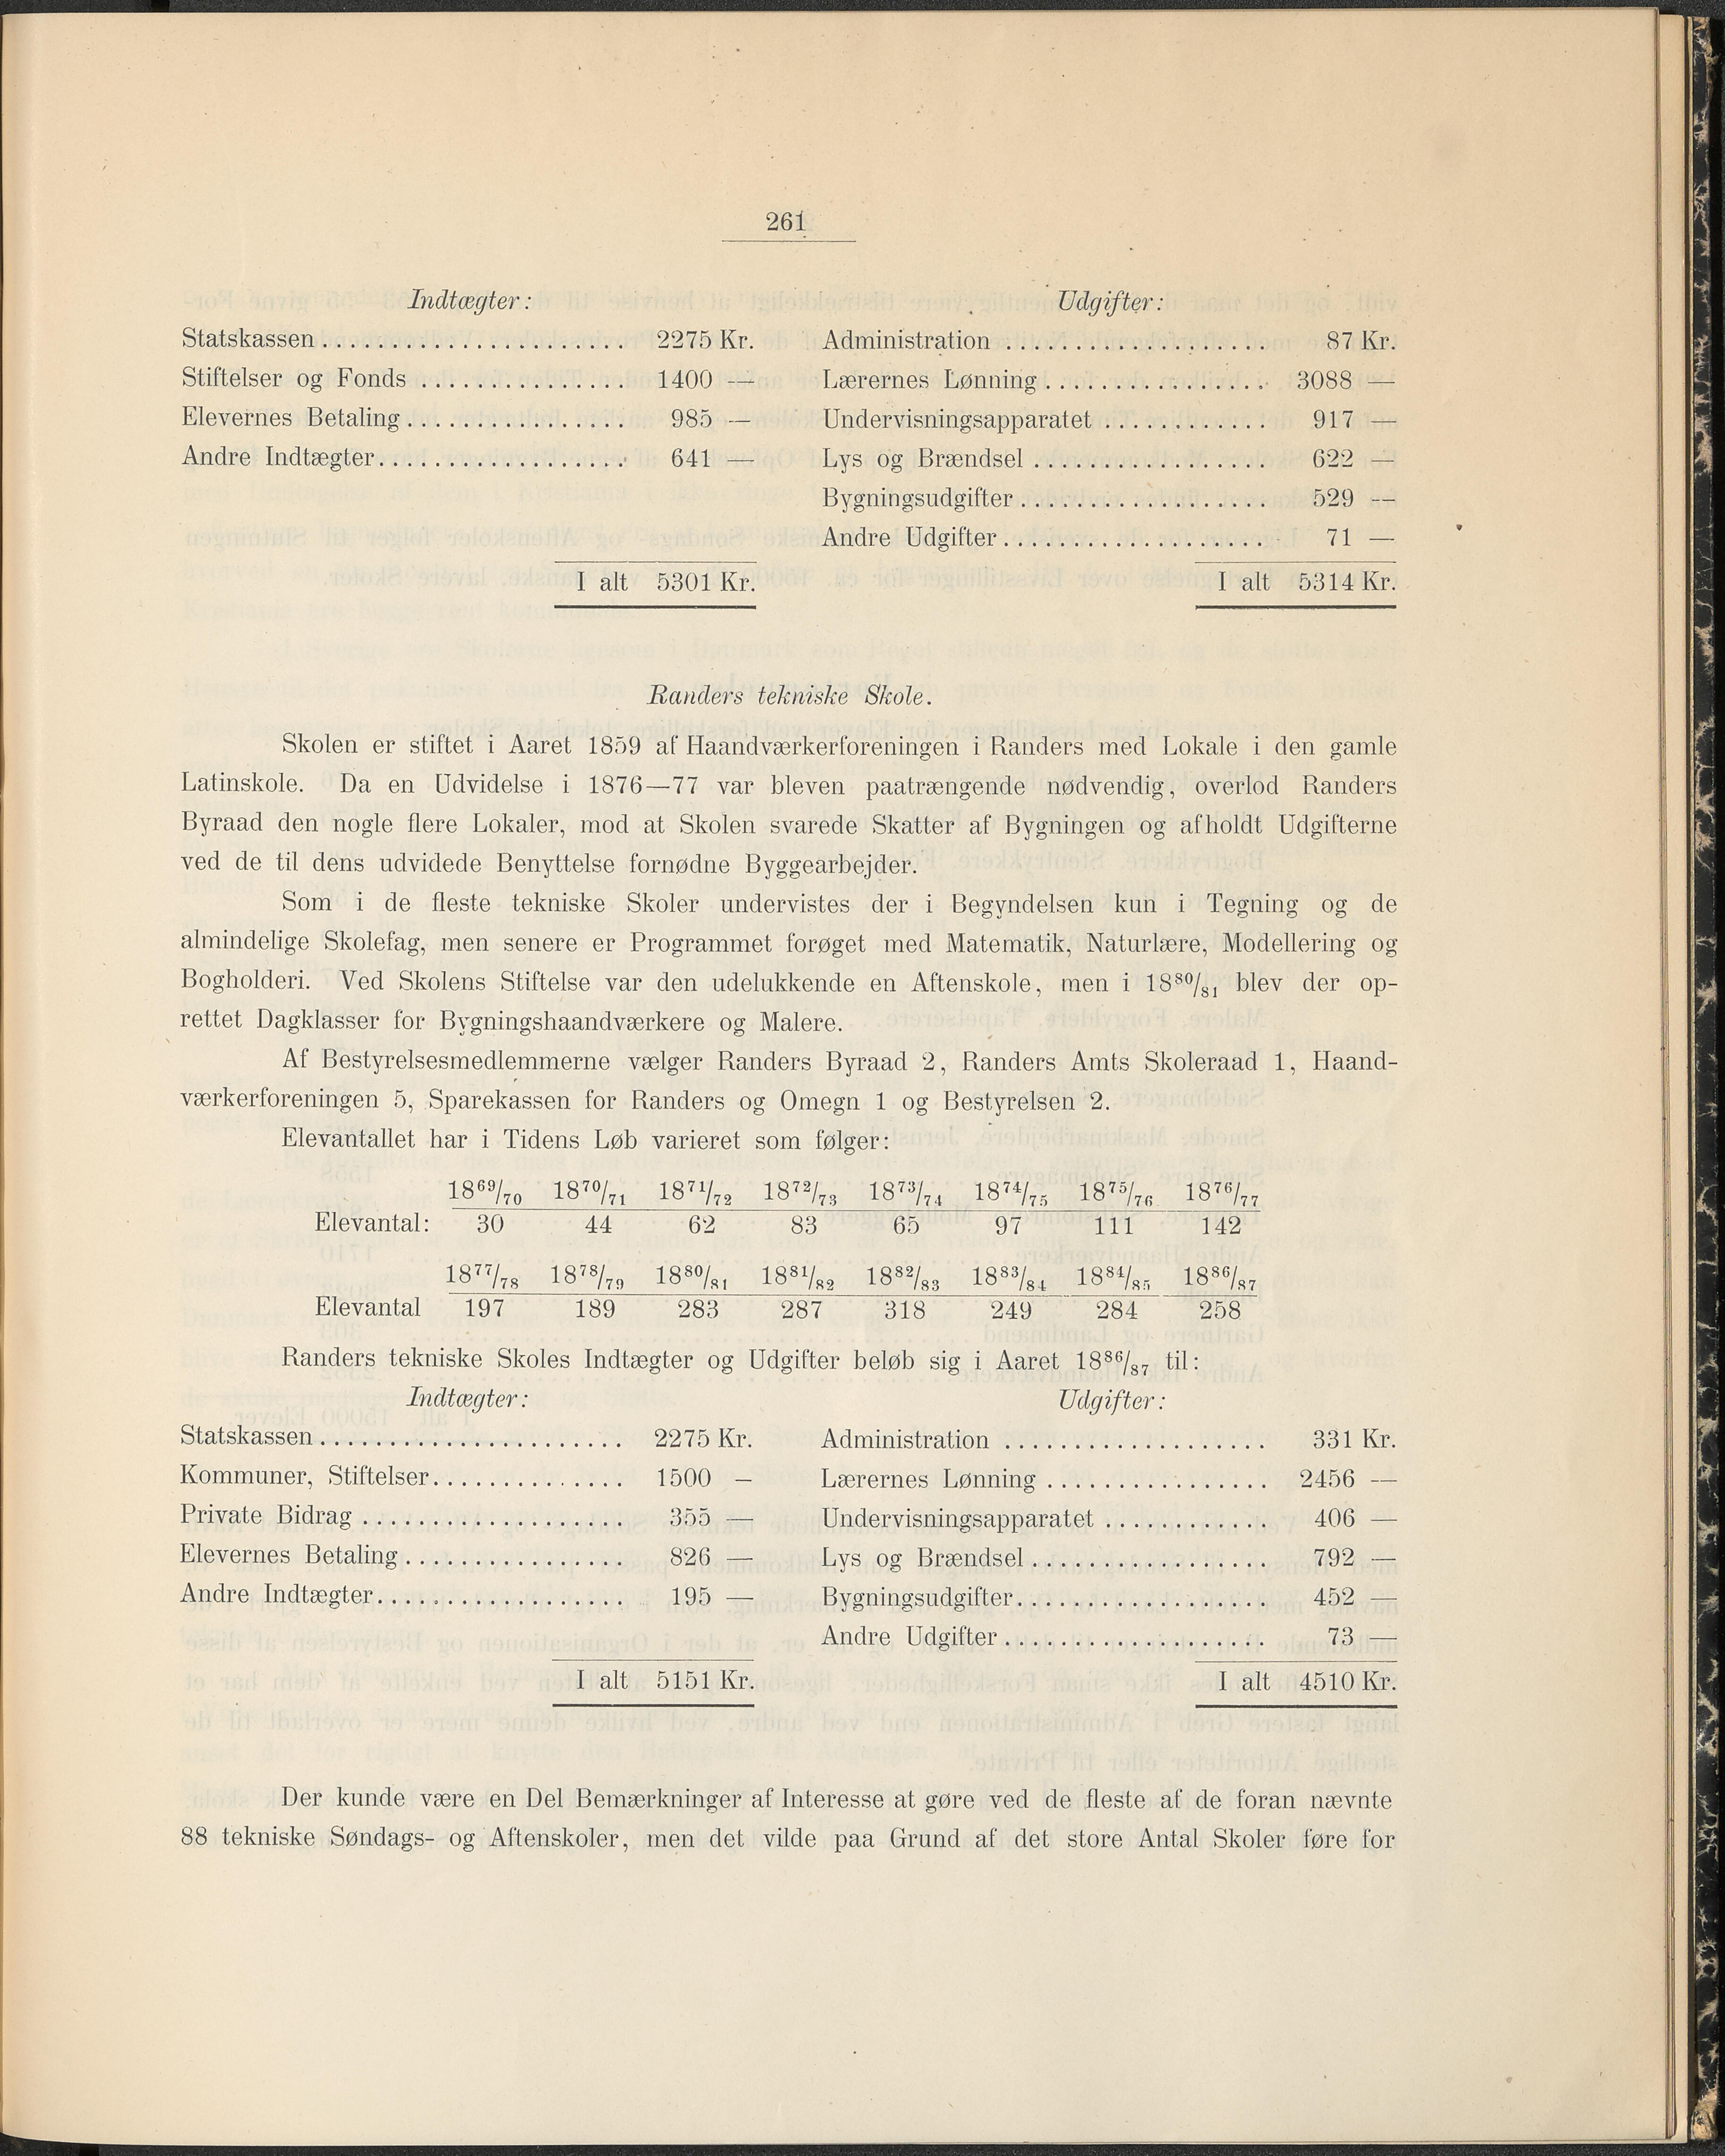 261
Indtægter:
Statskassen ...................... 2275 Kr.
Stiftelser og Fonds ............... 1400 —
Elevernes Betaling ................ 985 —
Andre Indtægter.................. 641 —
I alt 5301 Kr.
Udgifter:
Administration ................... 87 Kr.
Lærernes Lønning ................ 3088 —
Undervisningsapparatet ............ 917 —
Lys og Brændsel ................. 622 —
Bygningsudgifter .................. 529 —
Andre Udgifter ................... 71 —
I alt 5314 Kr.
Randers tekniske Skole.
Skolen er stiftet i Aaret 1859 af Haandværkerforeningen i Randers med Lokale i den gamle
Latinskole. Da en Udvidelse i 1876—77 var bleven paatrængende nødvendig, overlod Randers
Byraad den nogle flere Lokaler, mod at Skolen svarede Skatter af Bygningen og afholdt Udgifterne
ved de til dens udvidede Benyttelse fornødne Byggearbejder.
Som i de fleste tekniske Skoler undervistes der i Begyndelsen kun i Tegning og de
almindelige Skolefag, men senere er Programmet forøget med Matematik, Naturlære, Modellering og
Bogholderi. Ved Skolens Stiftelse var den udelukkende en Aftenskole, men i 1880/81 blev der op-
rettet Dagklasser for Bygningshaandværkere og Malere.
Af Bestyrelsesmedlemmerne vælger Randers Byraad 2, Randers Amts Skoleraad 1, Haand-
værkerforeningen 5, Sparekassen for Randers og Omegn 1 og Bestyrelsen 2.
Elevantallet har i Tidens Løb varieret som følger:
1869/70 1870/71 1871/72 1872/73 1873/74 1874/75 1875/76 1876/77
Elevantal: 30 44 62 83 65 97 111 142
1877/78 1878/79 1880/81 1881/82 1882/83 1883/84 1884/85 1886/87
Elevantal 197 189 283 287 318 249 284 258
Randers tekniske Skoles Indtægter og Udgifter beløb sig i Aaret 1886/87 til:
Indtægter:
Statskassen ...................... 2275 Kr.
Kommuner, Stiftelser.............. 1500 —
Private Bidrag ................... 355 —
Elevernes Betaling ................ 826 —
Andre Indtægter.................. 195 —
I alt 5151 Kr.
Udgifter:
Administration ................... 331 Kr.
Lærernes Lønning ................ 2456 —
Undervisningsapparatet ............ 406 —
Lys og Brændsel ................. 792 —
Bygningsudgifter.................. 452 —
Andre Udgifter ................... 73 —
I alt 4510 Kr.
Der kunde være en Del Bemærkninger af Interesse at gøre ved de fleste af de foran nævnte
88 tekniske Søndags- og Aftenskoler, men det vilde paa Grund af det store Antal Skoler føre for